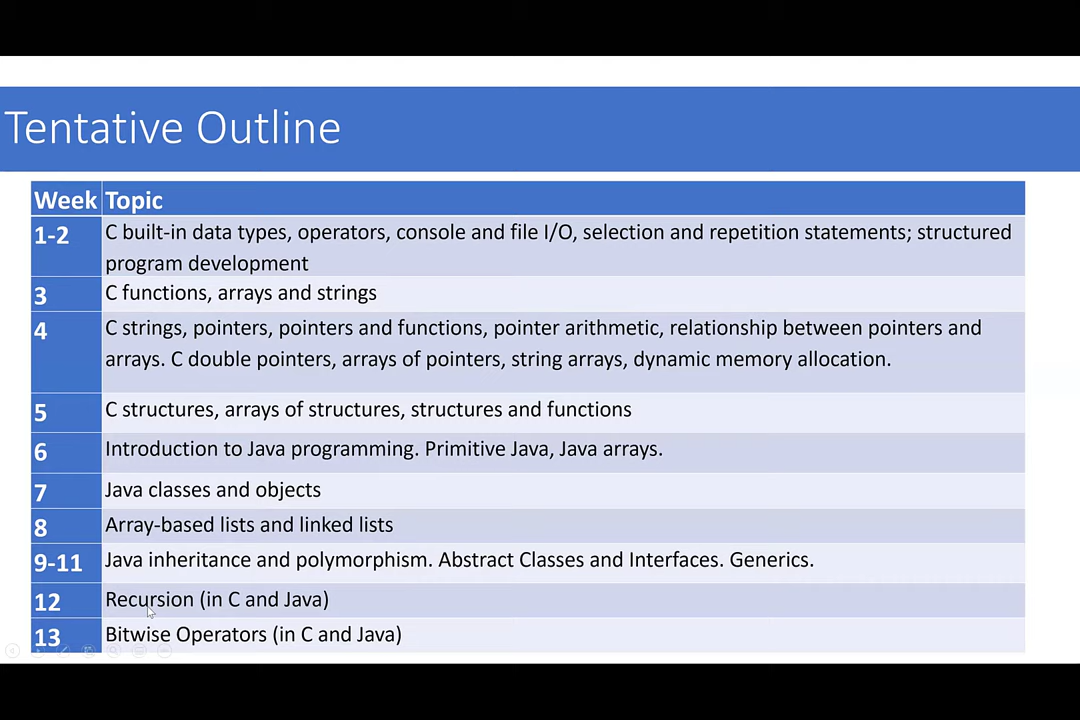 Tentative Outline
Week Topic
1-2 C built-in data types, operators, console and file I/O, selection and repetition statements; structured
program development
3 C functions, arrays and strings
4 C strings, pointers, pointers and functions, pointer arithmetic, relationship between pointers and
arrays. C double pointers, arrays of pointers, string arrays, dynamic memory allocation.
5 C structures, arrays of structures, structures and functions
6 Introduction to Java programming. Primitive Java, Java arrays.
7 Java classes and objects
8 Array-based lists and linked lists
9-11 Java inheritance and polymorphism. Abstract Classes and Interfaces. Generics.
12 Recursion (in C and Java)
13 Bitwise Operators (in C and Java)